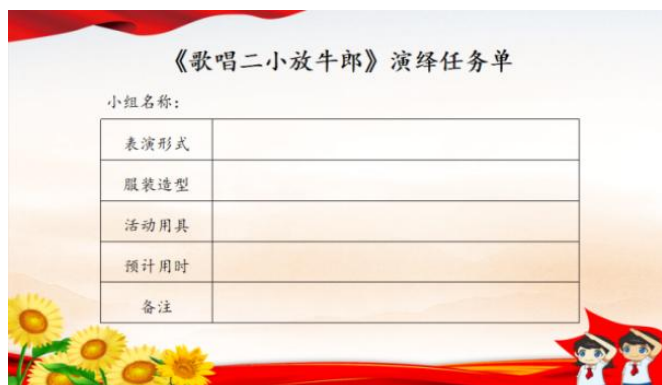 《歌唱二小放牛郎》演绎任务单
小组名称：
表演形式
服装造型
活动用具
预计用时
备注